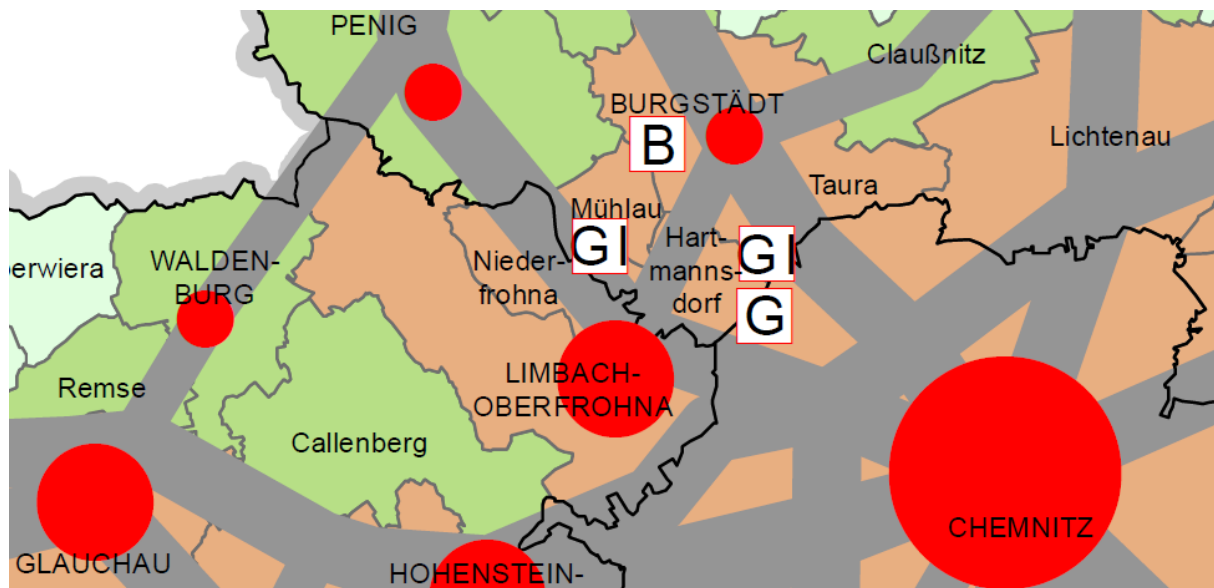 PENIG
Claußnitz
BURGSTÄDT
B
Lichtenau
Taura
Mühlau
GI
Hart-
manns-
dorf
GI
G
Nieder-
frohna
erwiera
WALDEN-
BURG
Remse
LIMBACH-
OBERFROHNA
Callenberg
GLAUCHAU
HOHENSTEIN-
CHEMNITZ